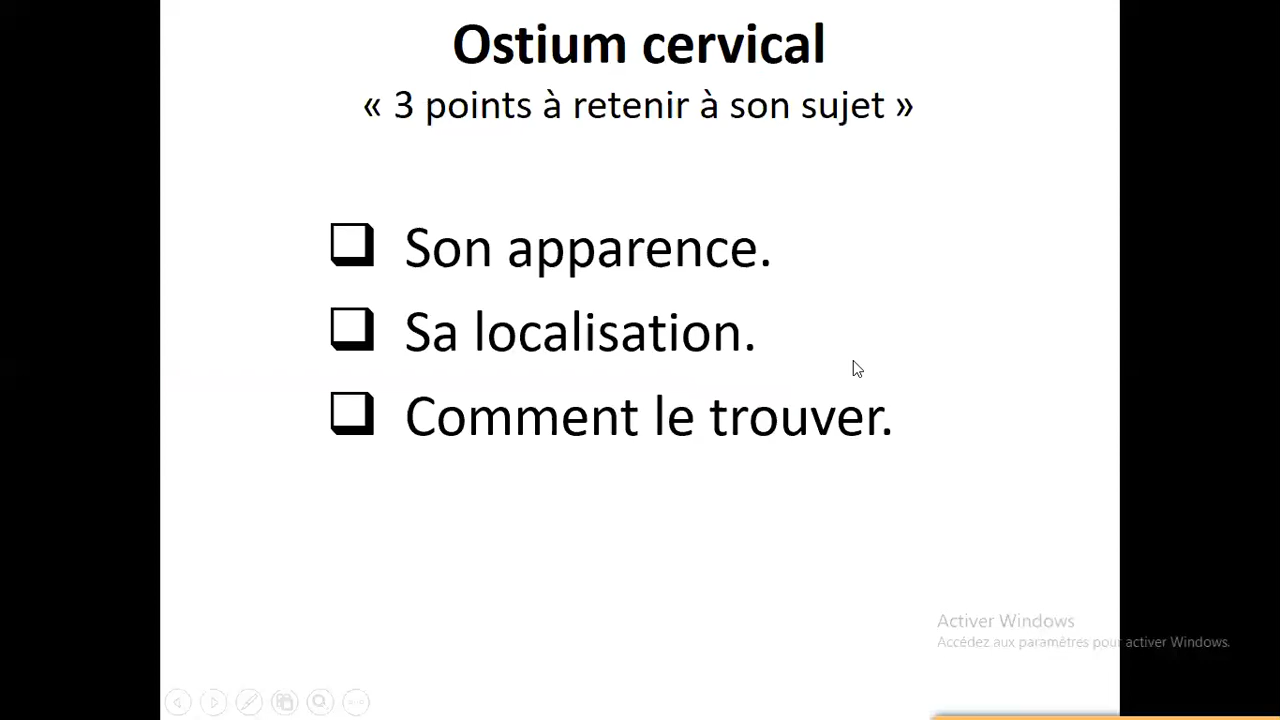 Ostium cervical
« 3 points à retenir à son sujet »
Son apparence.
Sa localisation.
Comment le trouver.
Activer Windows
Accédez aux paramètres pour activer Windows.